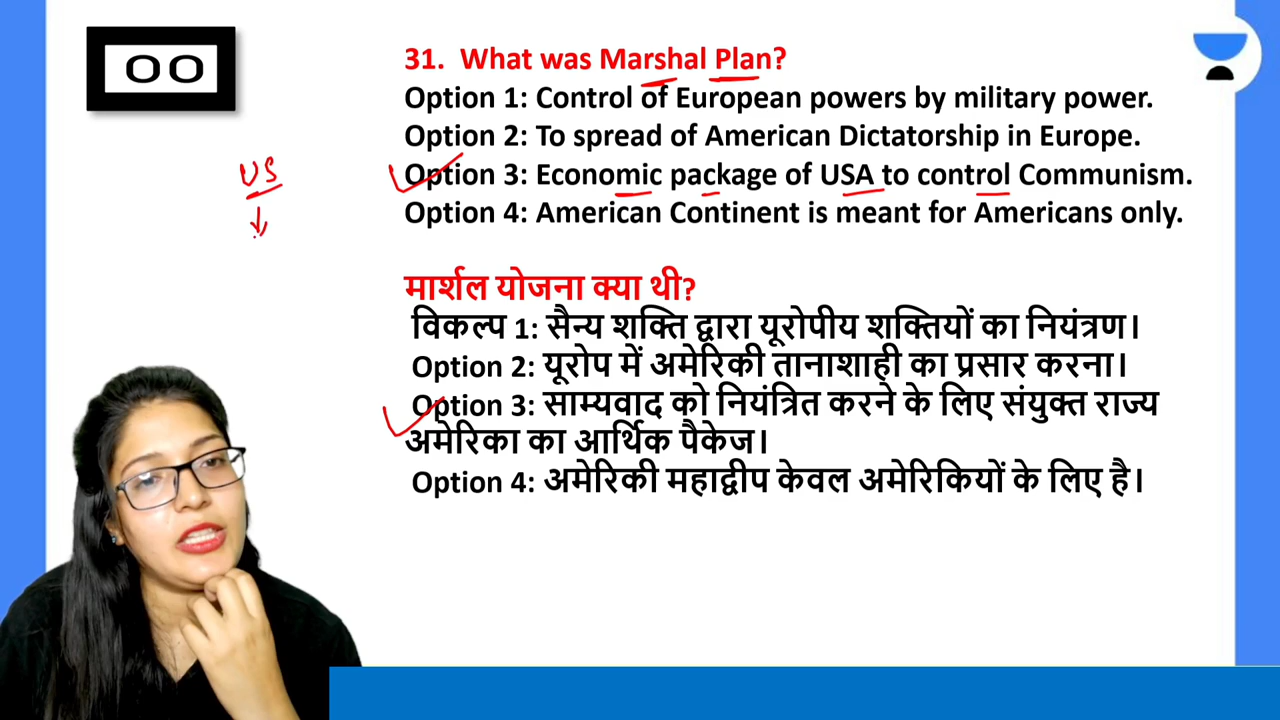 00
31. What was Marshal Plan?
Option 1: Control of European powers by military power.
Option 2: To spread of American Dictatorship in Europe.
US
Option 3: Economic package of USA to control Communism.
Option 4: American Continent is meant for Americans only.
मार्शल योजना क्या थी?
विकल्प 1: सैन्य शक्ति द्वारा यूरोपीय शक्तियों का नियंत्रण।
Option 2: यूरोप में अमेरिकी तानाशाही का प्रसार करना।
Option 3: साम्यवाद को नियंत्रित करने के लिए संयुक्त राज्य
अमेरिका का आर्थिक पैकेज।
Option 4: अमेरिकी महाद्वीप केवल अमेरिकियों के लिए है।